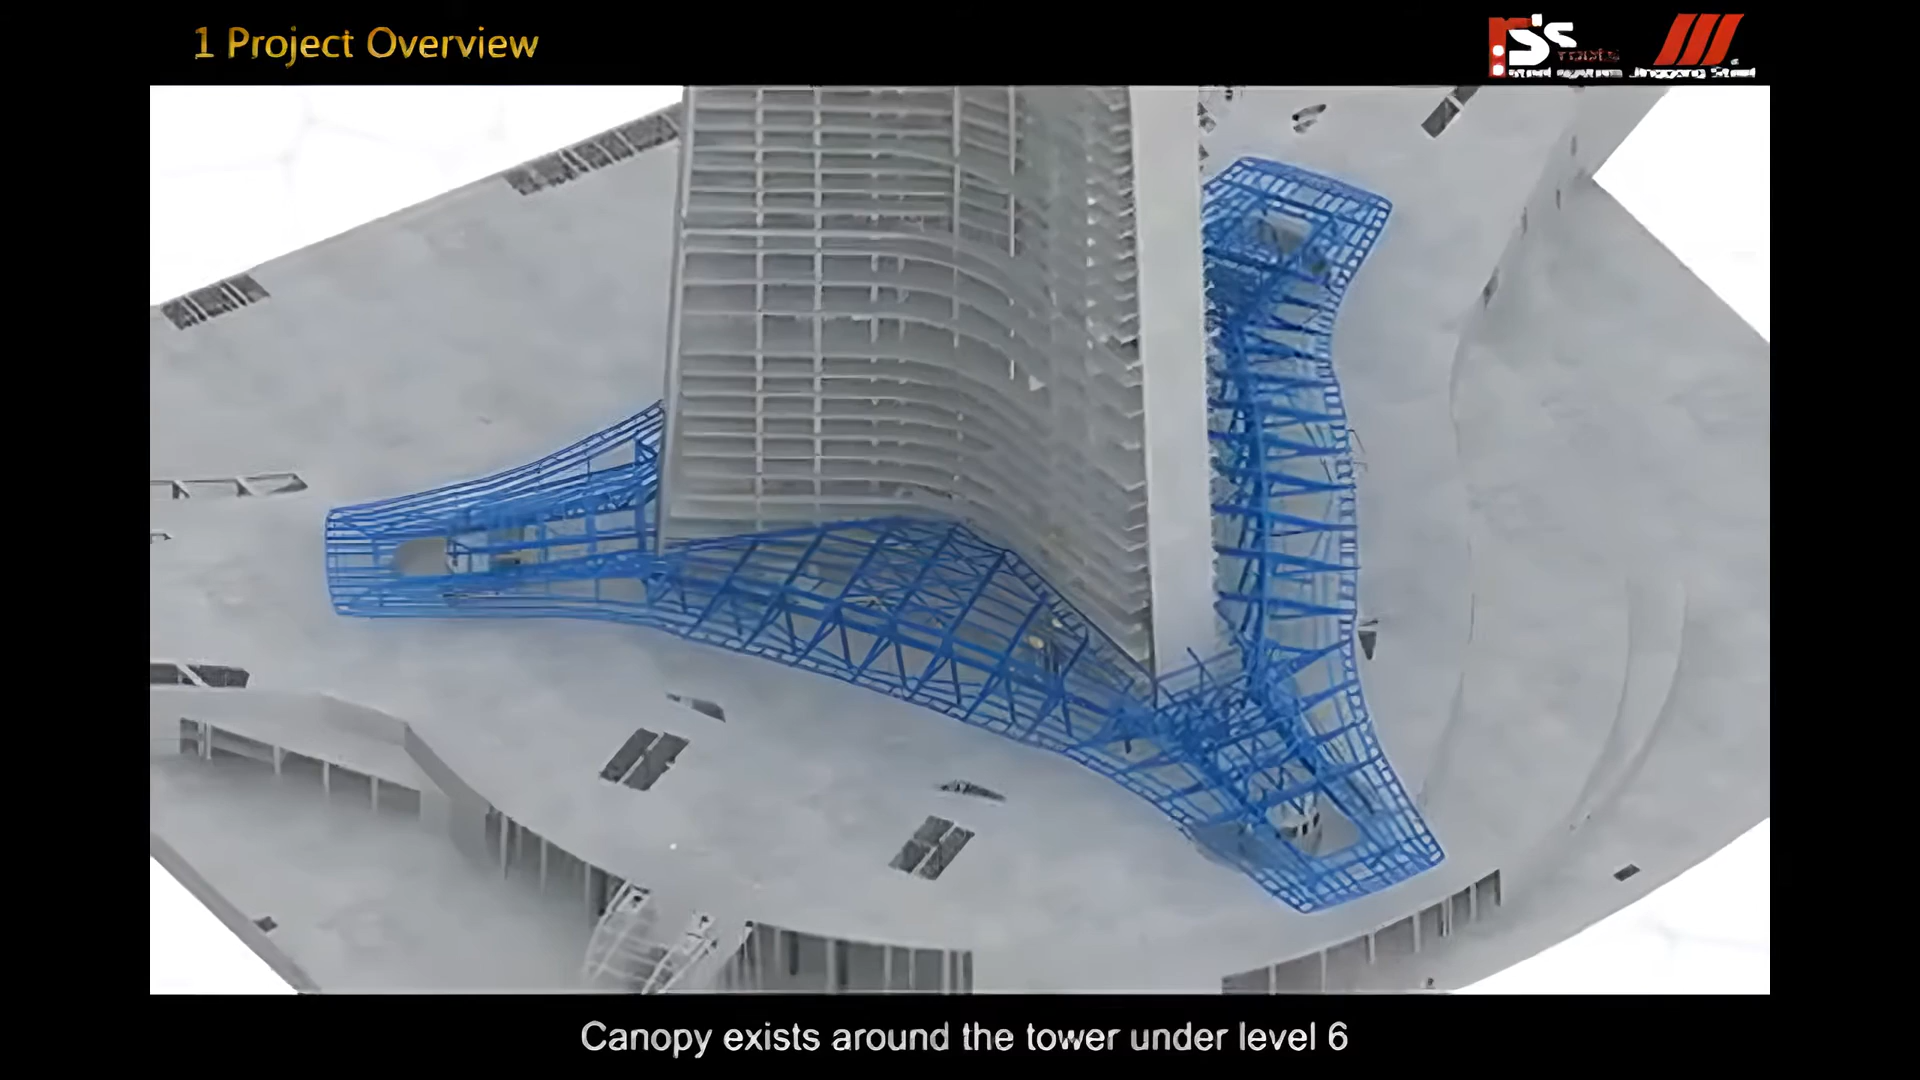 1 Project Overview
Canopy exists around the tower under level 6